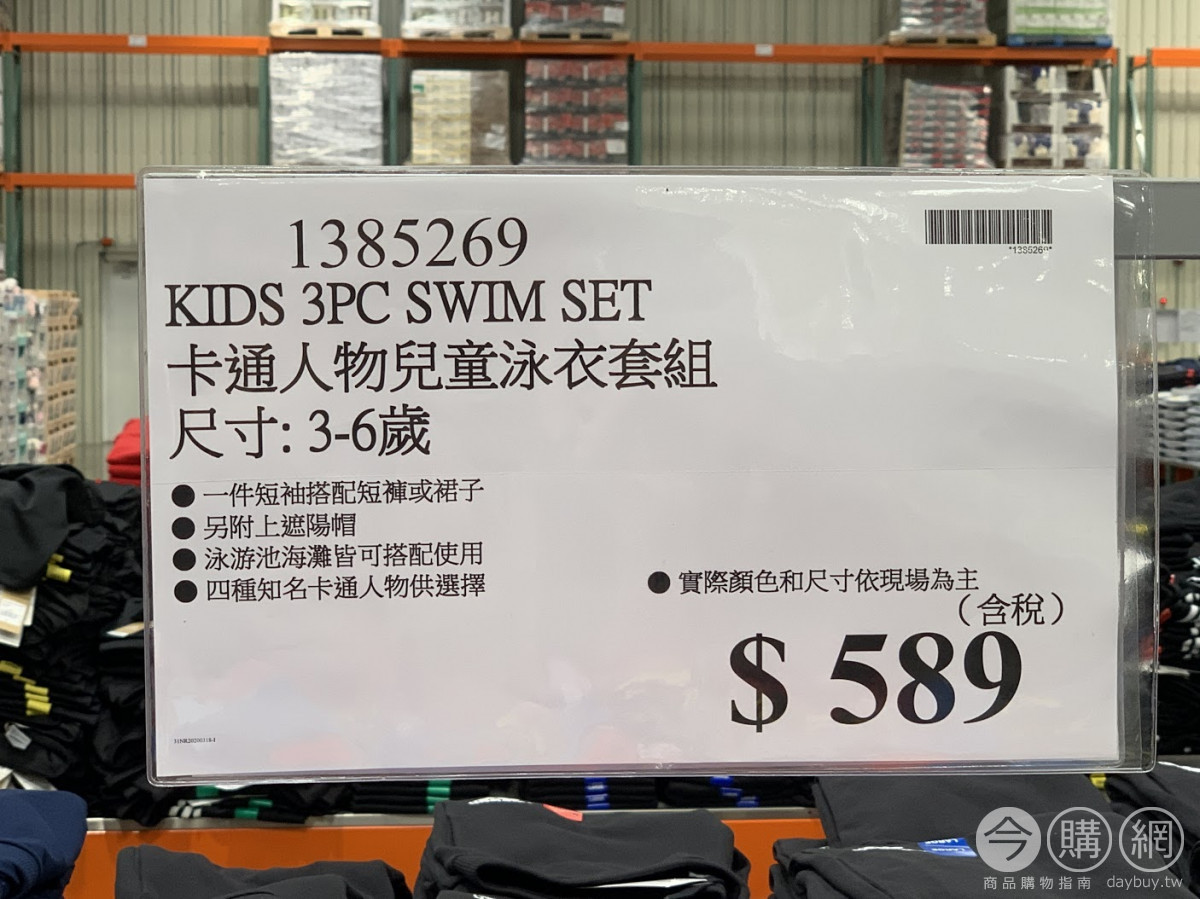 1385269
KIDS 3PC SWIM SET
卡通人物兒童泳衣套組
尺寸: 3-6歲
● 一件短袖搭配短褲或裙子
● 另附上遮陽帽
● 泳游池海灘皆可搭配使用
● 四種知名卡通人物供選擇
● 實際顏色和尺寸依現場為主
（含稅）
$ 589
今購網
商品購物指南 daybuy.tw